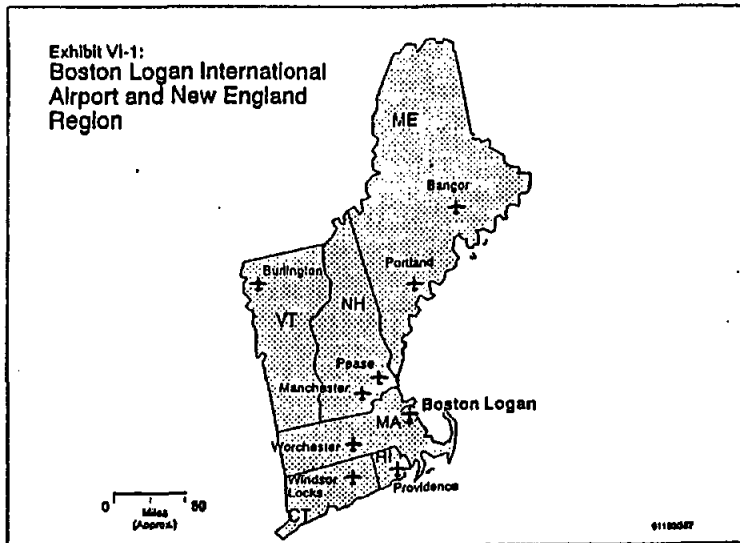 Exhibit VI-1:
Boston Logan International
Airport and New England
Region
ME
Bangor
Burlington
Portland
NH
VT
Pease
Manchester
Boston Logan
MA
Worchester
RI
Windsor
Locks
Providence
CT
0 50
Miles
(Approx.)